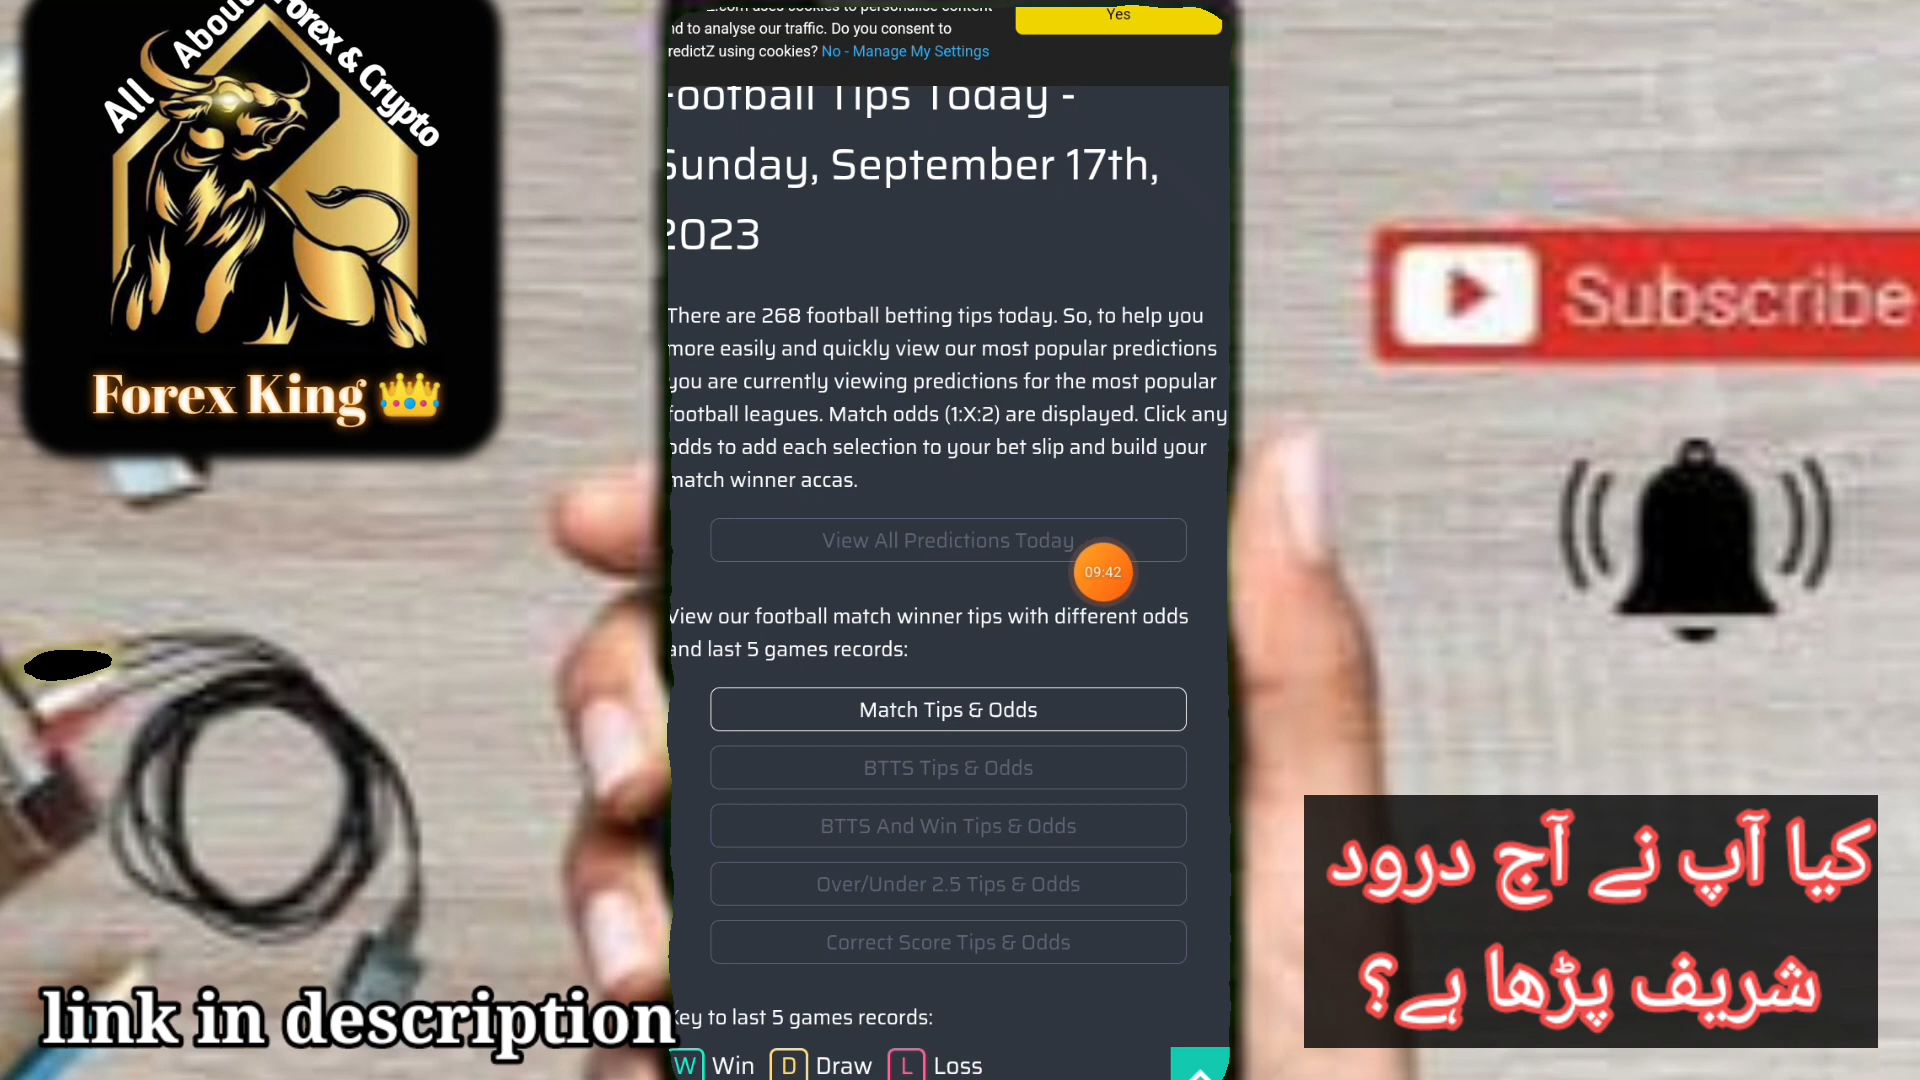 All About Forex & Crypto
Forex King
to personalise content
to analyse our traffic. Do you consent to
using cookies? No - Manage My Settings
Yes
Tips Today -
September 17th,
There are 268 football betting tips today. So, to help you
more easily and quickly view our most popular predictions
you are currently viewing predictions for the most popular
football leagues. Match odds (1:X:2) are displayed. Click any
odds to add each selection to your bet slip and build your
match winner accas.
View All Predictions Today
09:42
View our football match winner tips with different odds
and last 5 games records:
Match Tips & Odds
BTTS Tips & Odds
BTTS And Win Tips & Odds
Over/Under 2.5 Tips & Odds
Correct Score Tips & Odds
Key to last 5 games records:
W Win D Draw L Loss
Subscribe
کیا آپ نے آج درود
شریف پڑھا ہے؟
link in description